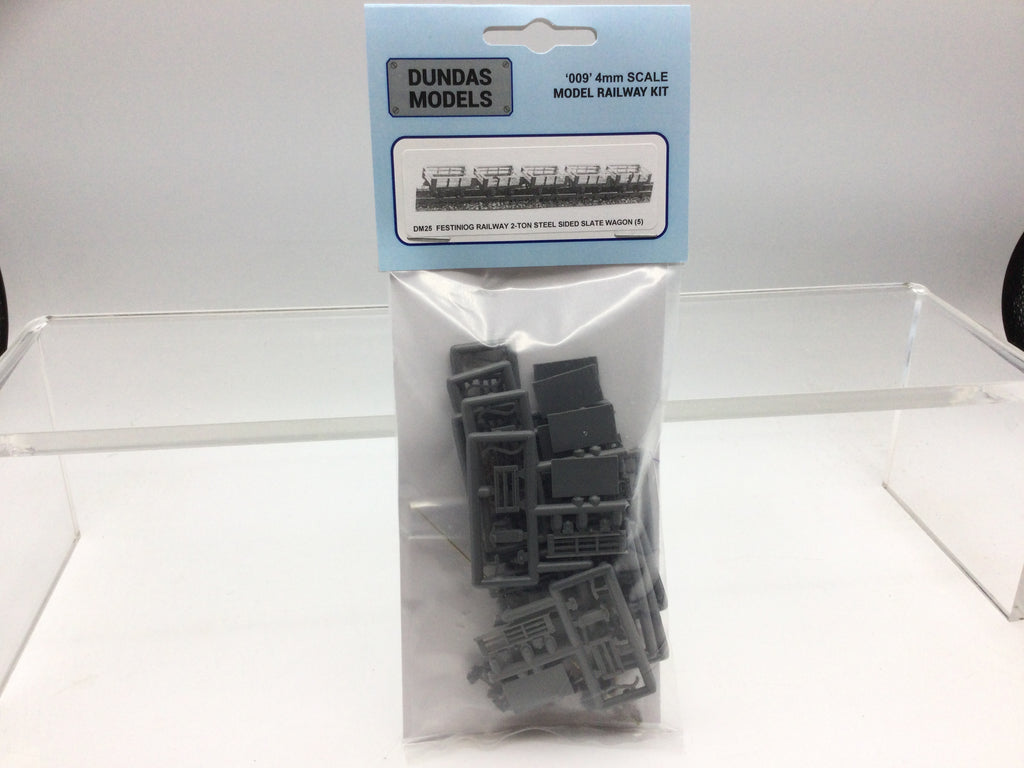 DUNDAS
MODELS
‘009’ 4mm SCALE
MODEL RAILWAY KIT
DM25 FESTINIOG RAILWAY 2-TON STEEL SIDED SLATE WAGON (5)